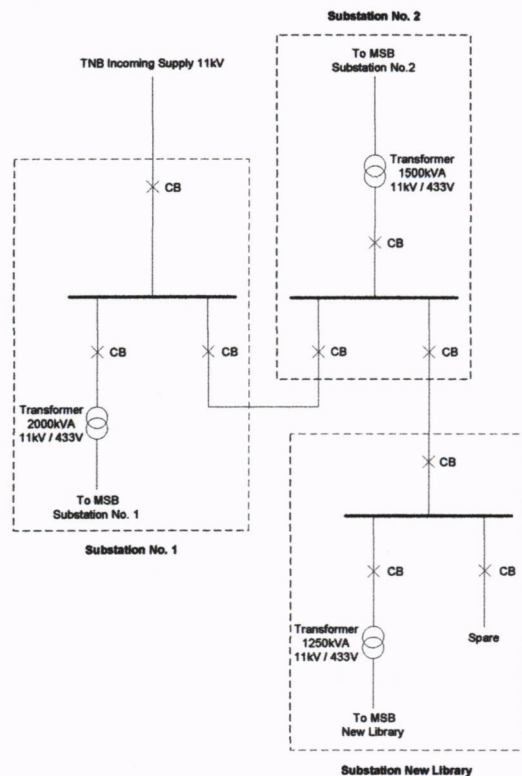 Substation No. 2
TNB Incoming Supply 11kV
To MSB
Substation No.2
Transformer
1500kVA
11kV / 433V
CB
CB
CB
CB
CB
CB
Transformer
2000kVA
11kV / 433V
To MSB
Substation No. 1
Substation No. 1
CB
CB
CB
Transformer
1250kVA
11kV / 433V
Spare
To MSB
New Library
Substation New Library